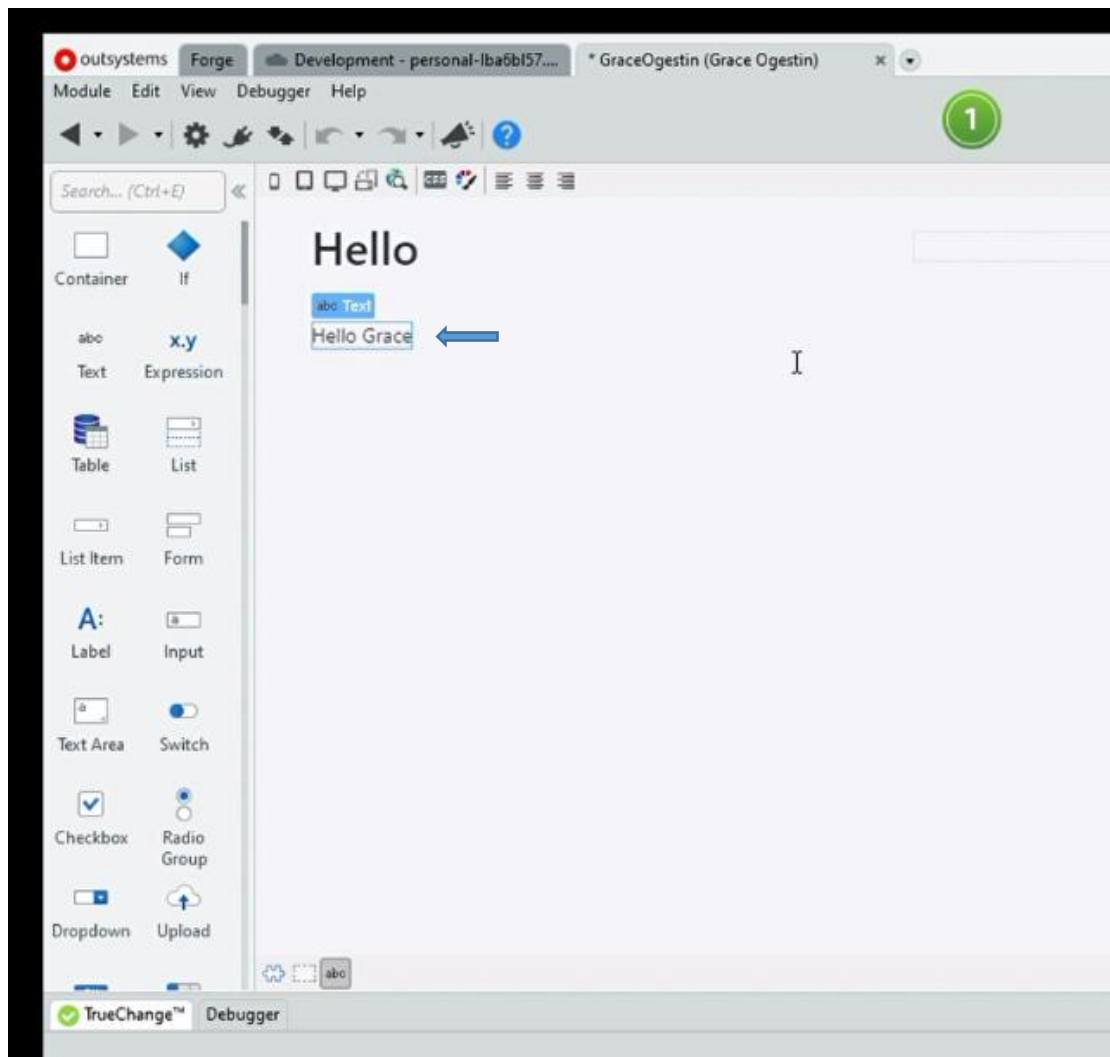 outsystems Forge Development - personal-lba6bl57.... * GraceOgestin (Grace Ogestin)
Module Edit View Debugger Help
1
Search... (Ctrl+E)
CSS
Hello
Container If
abc Text
Hello Grace
abc x.y
Text Expression
Table List
List Item Form
A: a
Label Input
a
Text Area Switch
Checkbox Radio
Group
Dropdown Upload
abc
TrueChange™ Debugger